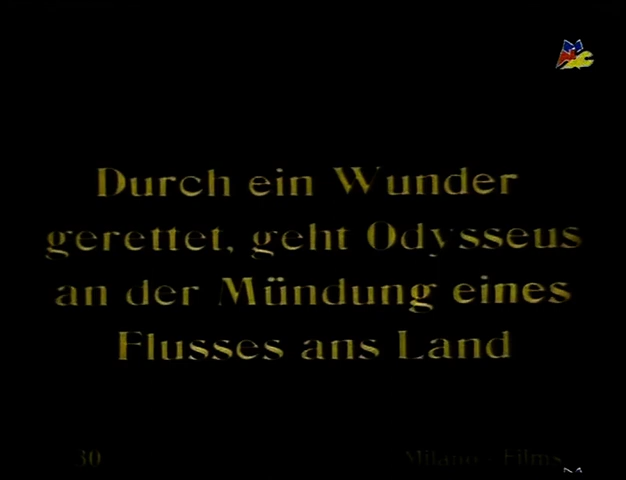 Durch ein Wunder
gerettet, geht Odysseus
an der Mündung eines
Flusses ans Land
30 Milano - Films